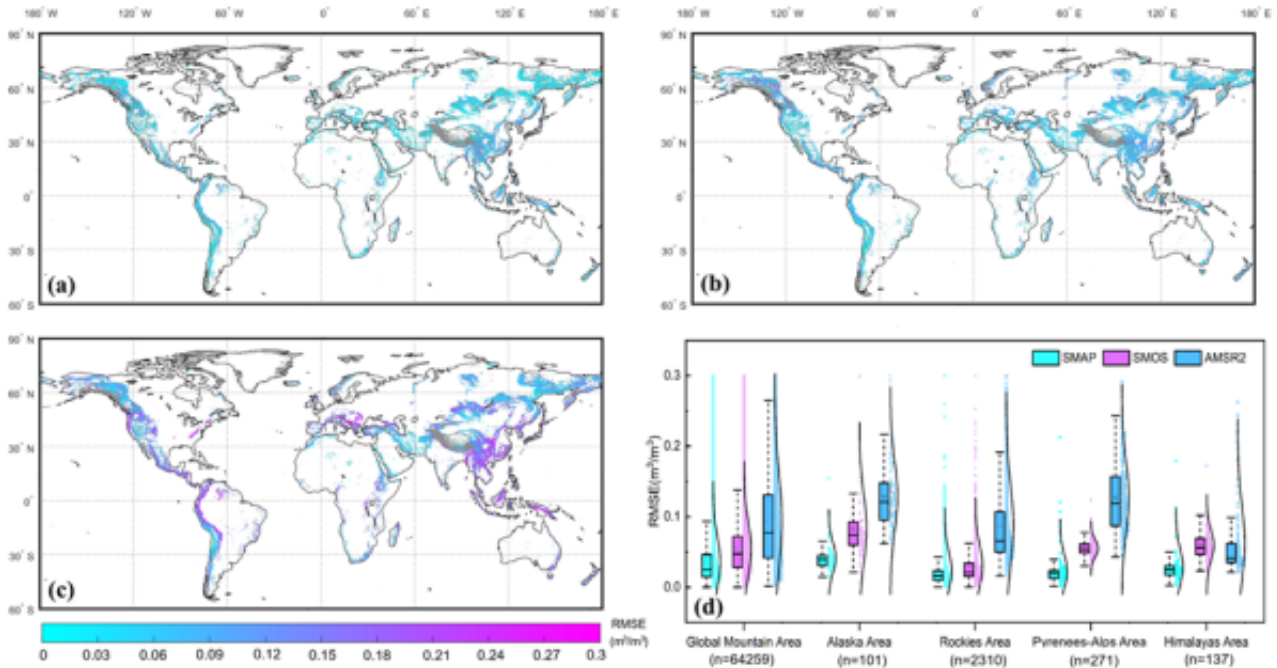 180° W 120° W 60° W 0° 60° E 120° E 180° E
180° W 120° W 60° W 0° 60° E 120° E 180° E
90° N
60° N
30° N
0°
30° S
60° S
(a)
90° N
60° N
30° N
0°
30° S
60° S
(b)
90° N
60° N
30° N
0°
30° S
60° S
(c)
0 0.03 0.06 0.09 0.12 0.15 0.18 0.21 0.24 0.27 0.3
RMSE
(m³/m³)
SMAP SMOS AMSR2
RMSE(m³/m³)
0.3
0.2
0.1
0.0
(d)
Global Mountain Area Alaska Area Rockies Area Pyrenees-Alps Area Himalayas Area
(n=64259) (n=101) (n=2310) (n=271) (n=137)